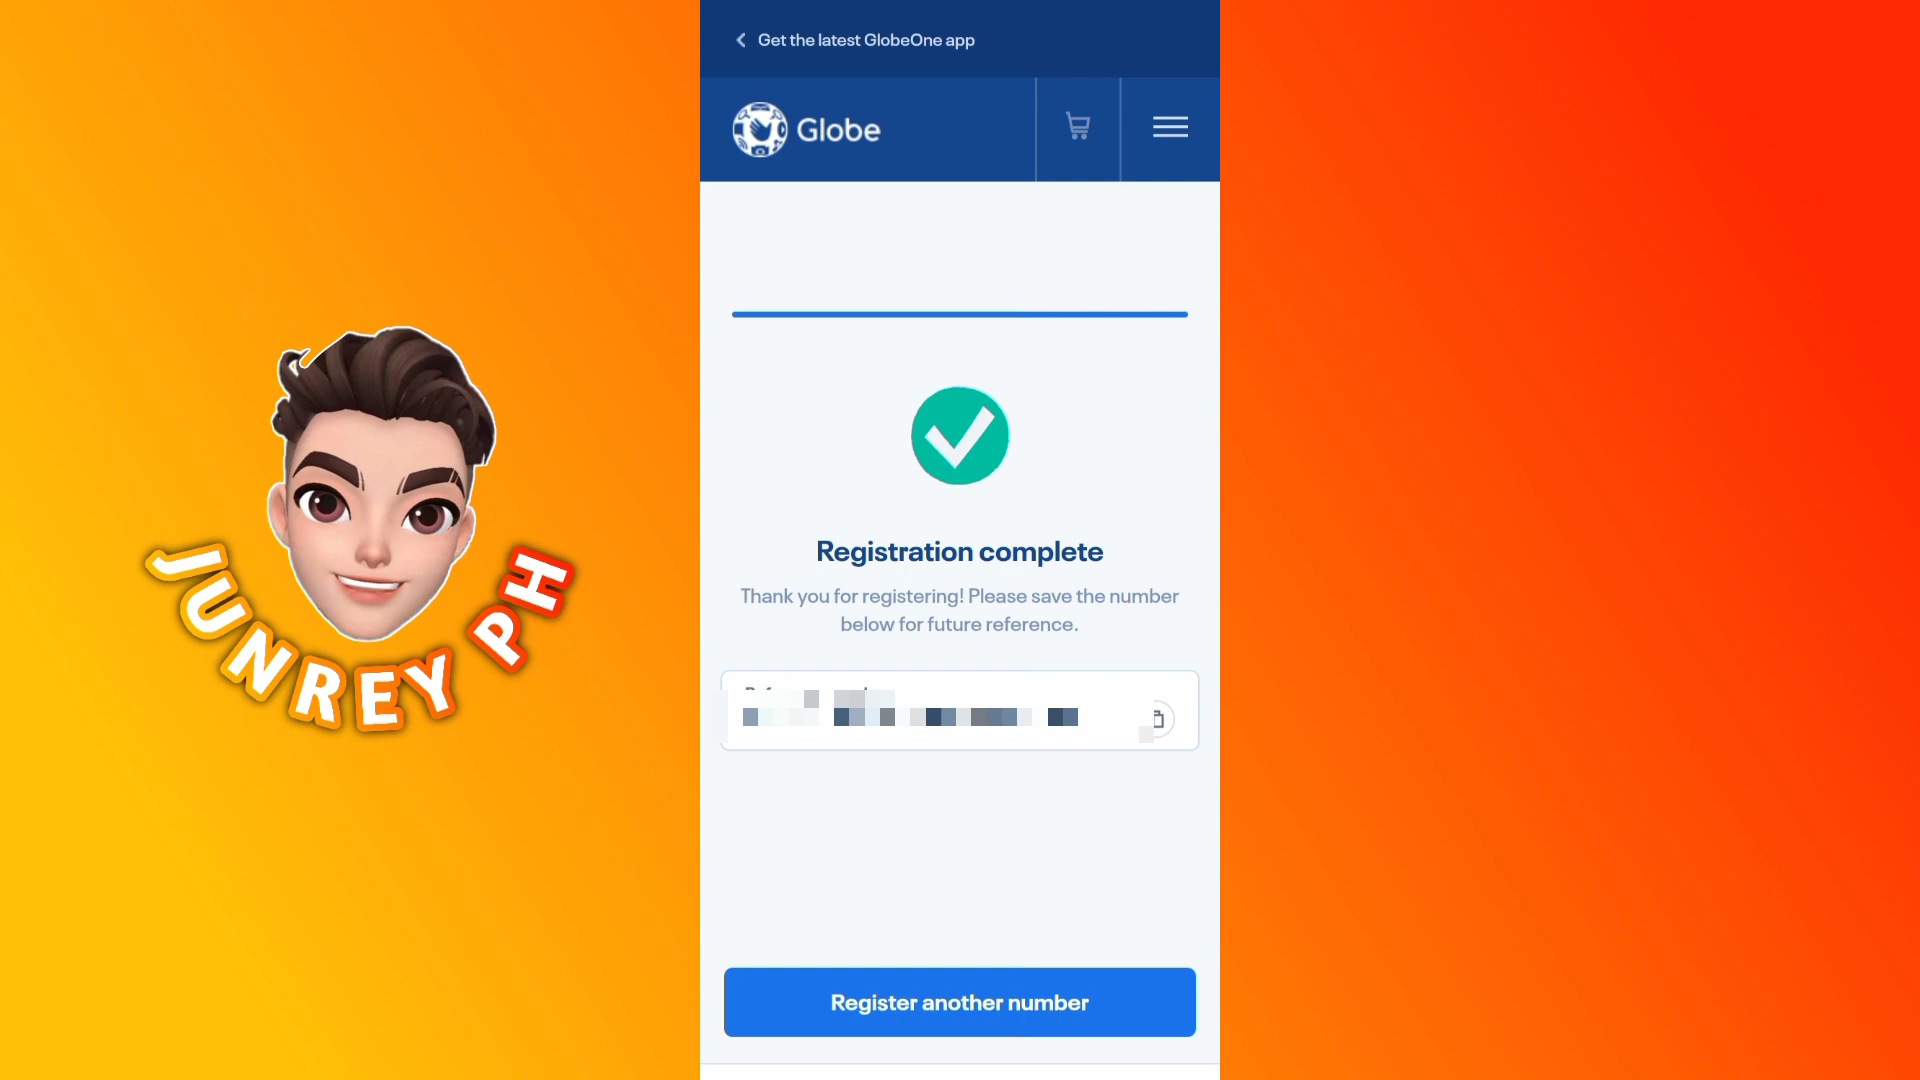 Get the latest GlobeOne app
Globe
JUNREY PH
Registration complete
Thank you for registering! Please save the number
below for future reference.
Register another number